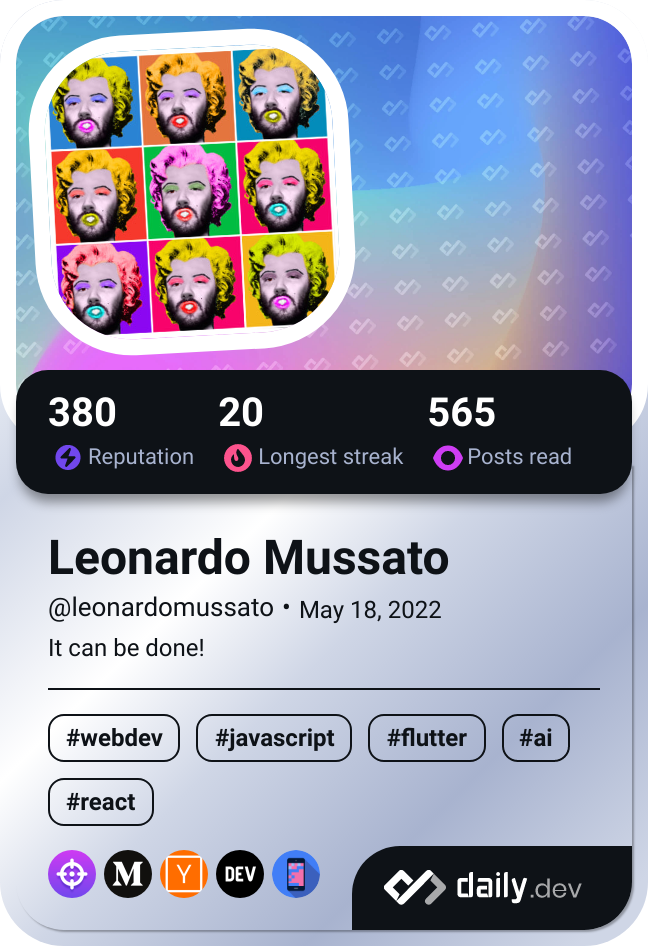 380 20 565
Reputation Longest streak Posts read
Leonardo Mussato
@leonardomussato • May 18, 2022
It can be done!
#webdev #javascript #flutter #ai
#react
M Y DEV daily.dev